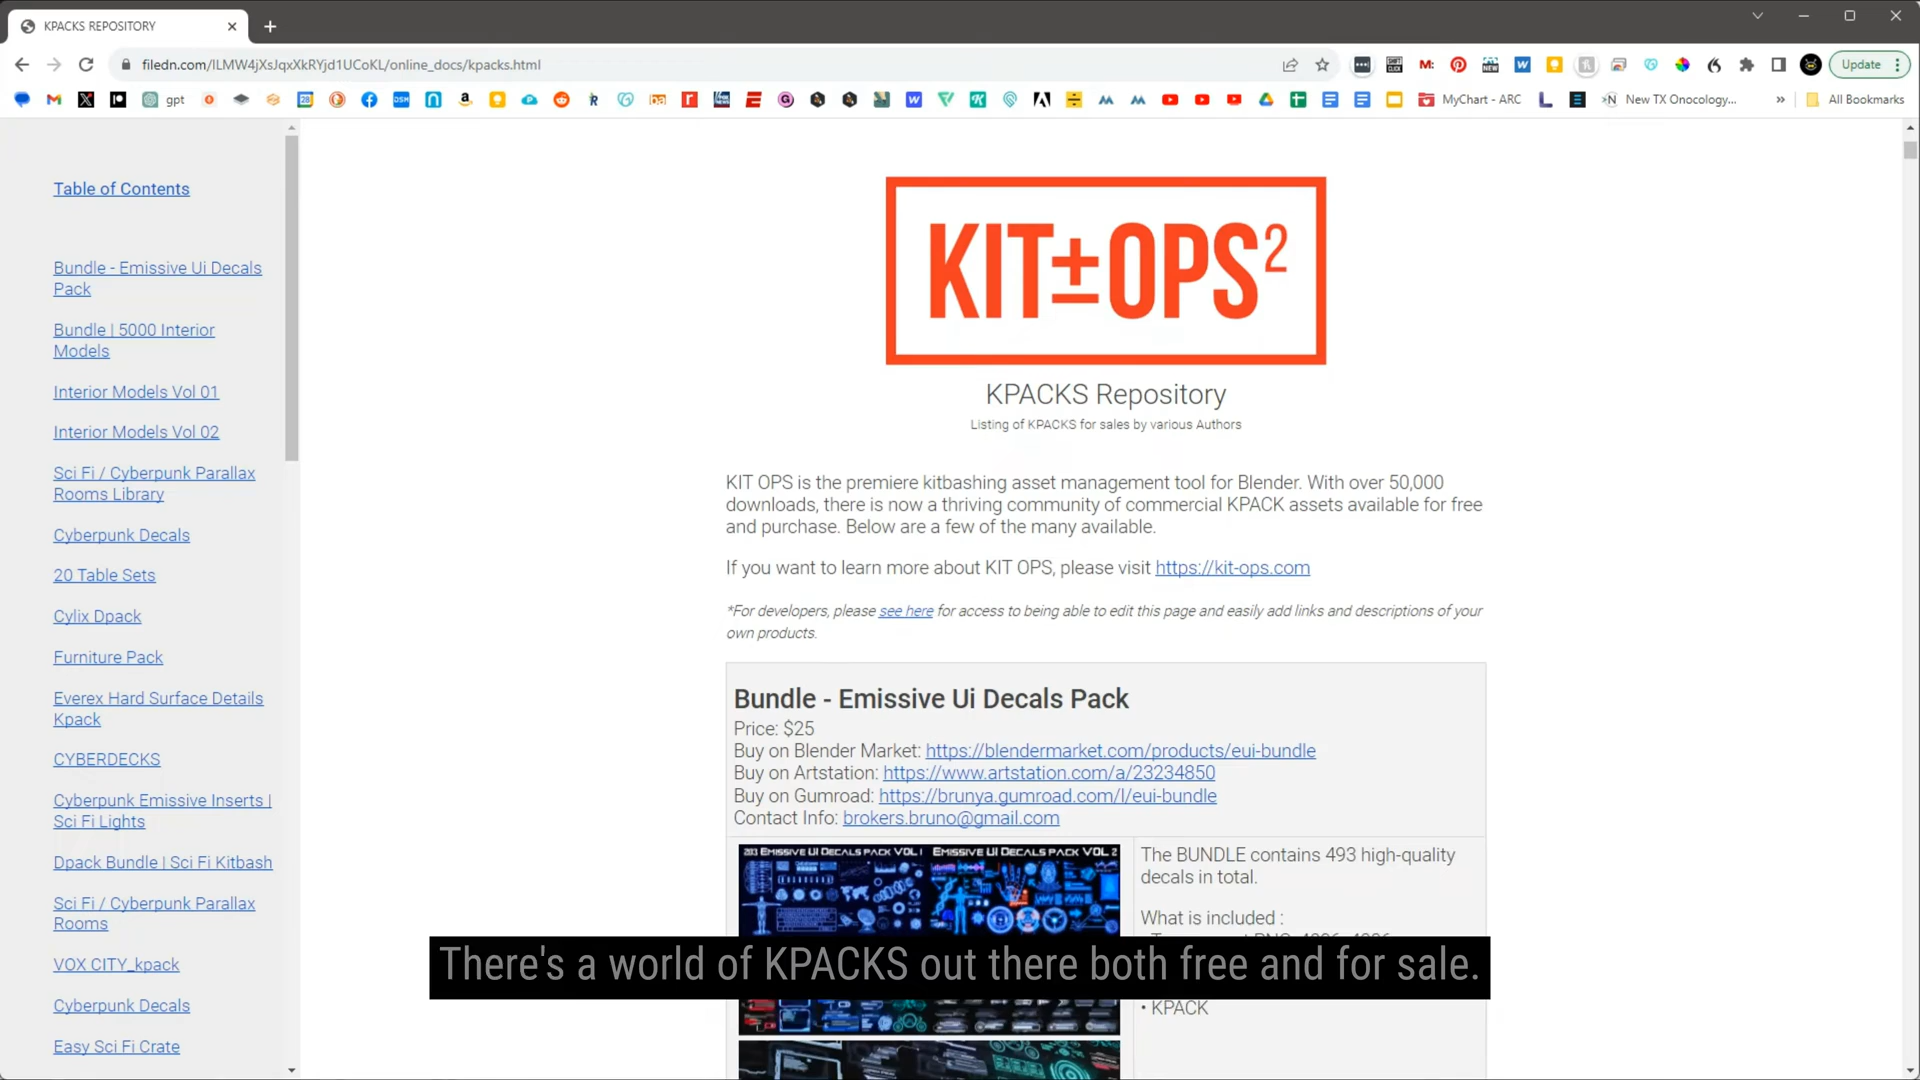 KPACKS REPOSITORY
filedn.com/lLMW4jXsJqxXkRYjd1UCoKL/online_docs/kpacks.html
Update
gpt
MyChart - ARC
New TX Onocology...
All Bookmarks
Table of Contents
Bundle - Emissive Ui Decals
Pack
Bundle | 5000 Interior
Models
Interior Models Vol 01
Interior Models Vol 02
Sci Fi / Cyberpunk Parallax
Rooms Library
Cyberpunk Decals
20 Table Sets
Cylix Dpack
Furniture Pack
Everex Hard Surface Details
Kpack
CYBERDECKS
Cyberpunk Emissive Inserts |
Sci Fi Lights
Dpack Bundle | Sci Fi Kitbash
Sci Fi / Cyberpunk Parallax
Rooms
VOX CITY_kpack
Cyberpunk Decals
Easy Sci Fi Crate
KIT±OPS²
KPACKS Repository
Listing of KPACKS for sales by various Authors
KIT OPS is the premiere kitbashing asset management tool for Blender. With over 50,000
downloads, there is now a thriving community of commercial KPACK assets available for free
and purchase. Below are a few of the many available.
If you want to learn more about KIT OPS, please visit https://kit-ops.com
*For developers, please see here for access to being able to edit this page and easily add links and descriptions of your
own products.
Bundle - Emissive Ui Decals Pack
Price: $25
Buy on Blender Market: https://blendermarket.com/products/eui-bundle
Buy on Artstation: https://www.artstation.com/a/23234850
Buy on Gumroad: https://brunya.gumroad.com/l/eui-bundle
Contact Info: brokers.bruno@gmail.com
203 EMISSIVE UI DECALS PACK VOL 1 EMISSIVE UI DECALS PACK VOL 2
The BUNDLE contains 493 high-quality
decals in total.
What is included :
There's a world of KPACKS out there both free and for sale.
• KPACK